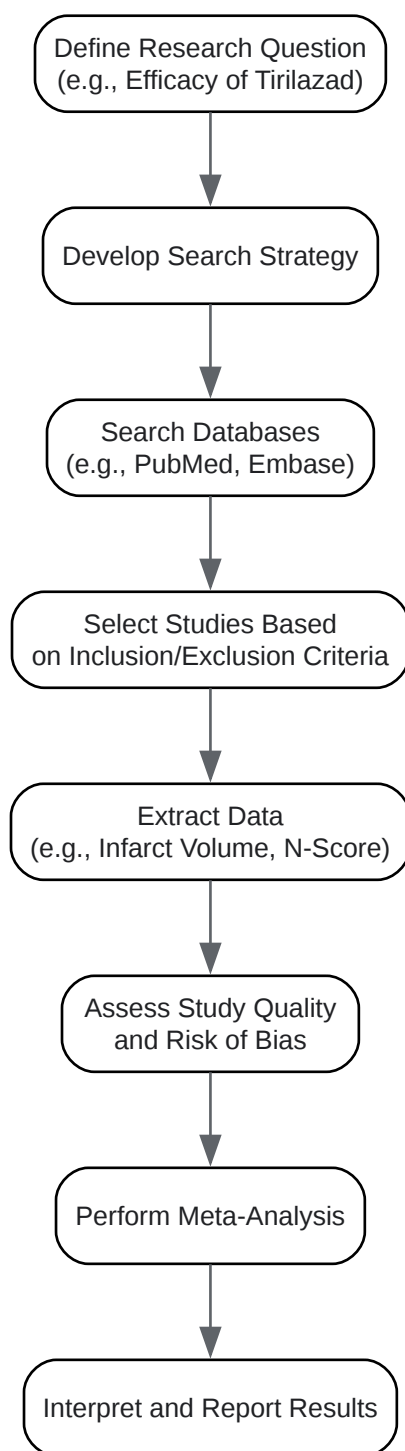 Define Research Question
(e.g., Efficacy of Tirilazad)
Develop Search Strategy
Search Databases
(e.g., PubMed, Embase)
Select Studies Based
on Inclusion/Exclusion Criteria
Extract Data
(e.g., Infarct Volume, N-Score)
Assess Study Quality
and Risk of Bias
Perform Meta-Analysis
Interpret and Report Results